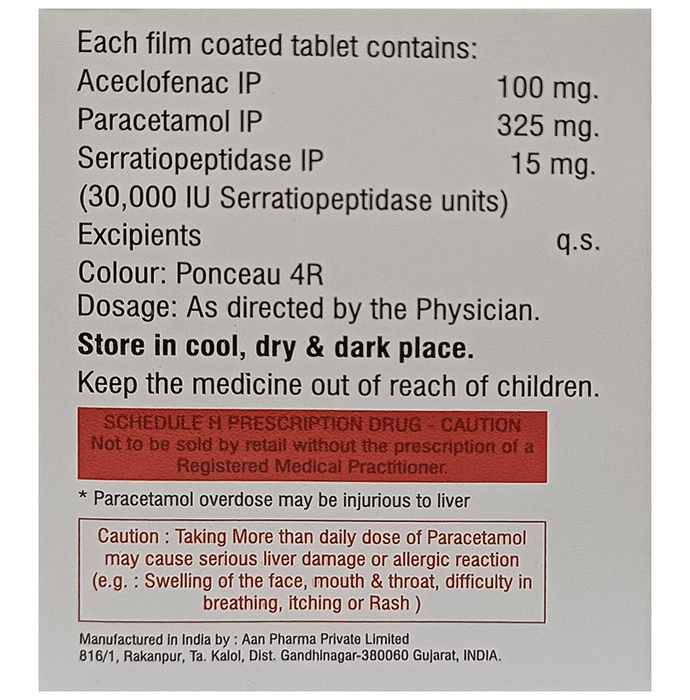 Each film coated tablet contains:
Aceclofenac IP 100 mg.
Paracetamol IP 325 mg.
Serratiopeptidase IP 15 mg.
(30,000 IU Serratiopeptidase units)
Excipients q.s.
Colour: Ponceau 4R
Dosage: As directed by the Physician.
Store in cool, dry & dark place.
Keep the medicine out of reach of children.
SCHEDULE H PRESCRIPTION DRUG - CAUTION
Not to be sold by retail without the prescription of a
Registered Medical Practitioner.
* Paracetamol overdose may be injurious to liver
Caution : Taking More than daily dose of Paracetamol
may cause serious liver damage or allergic reaction
(e.g. : Swelling of the face, mouth & throat, difficulty in
breathing, itching or Rash )
Manufactured in India by : Aan Pharma Private Limited
816/1, Rakanpur, Ta. Kalol, Dist. Gandhinagar-380060 Gujarat, INDIA.